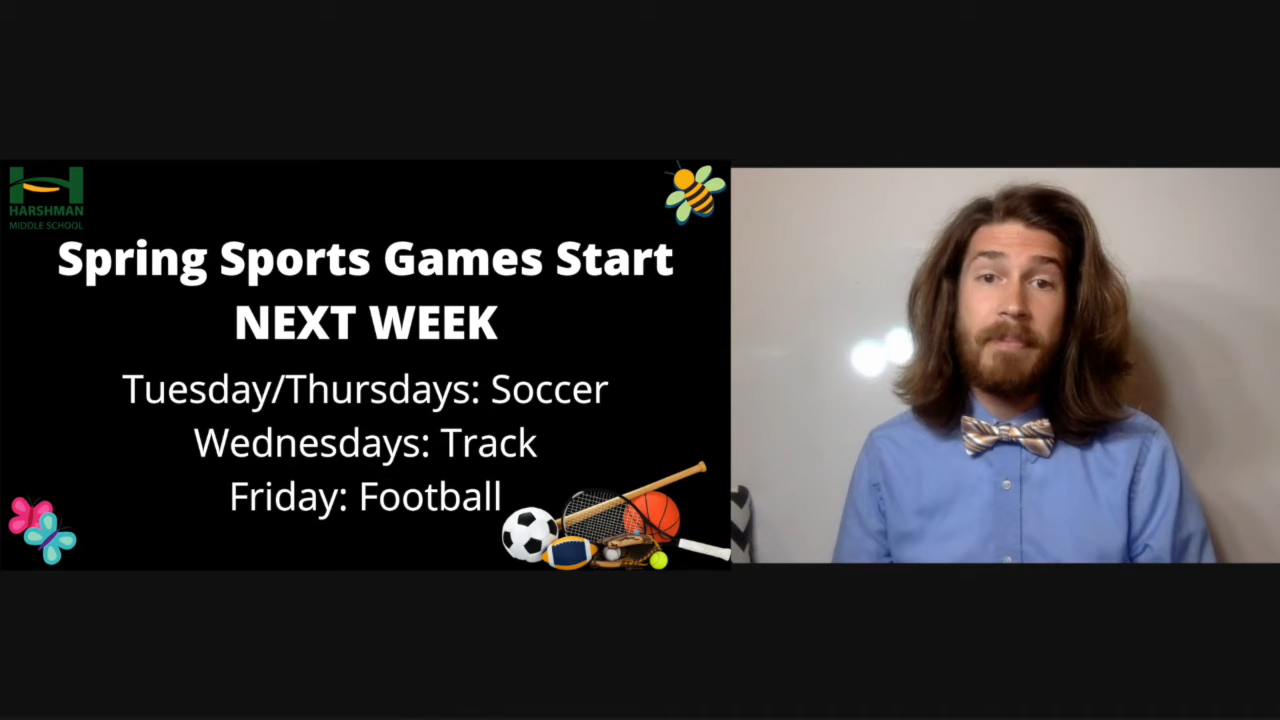 HARSHMAN
MIDDLE SCHOOL
Spring Sports Games Start
NEXT WEEK
Tuesday/Thursdays: Soccer
Wednesdays: Track
Friday: Football